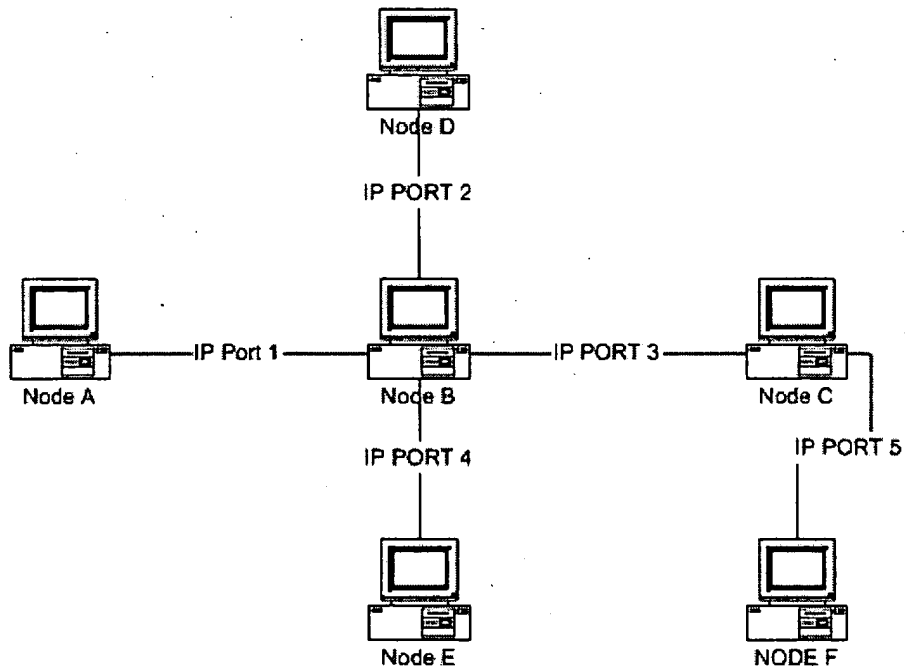 Node D
IP PORT 2
IP Port 1
IP PORT 3
Node A
Node B
Node C
IP PORT 4
IP PORT 5
Node E
NODE F